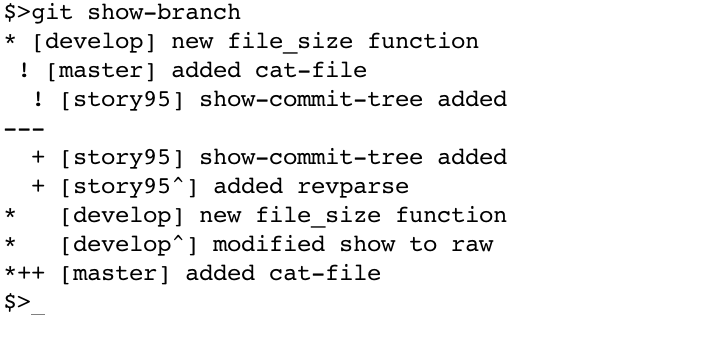 $>git show-branch
* [develop] new file_size function
 ! [master] added cat-file
  ! [story95] show-commit-tree added
---
  + [story95] show-commit-tree added
  + [story95^] added revparse
*   [develop] new file_size function
*   [develop^] modified show to raw
*++ [master] added cat-file
$>_